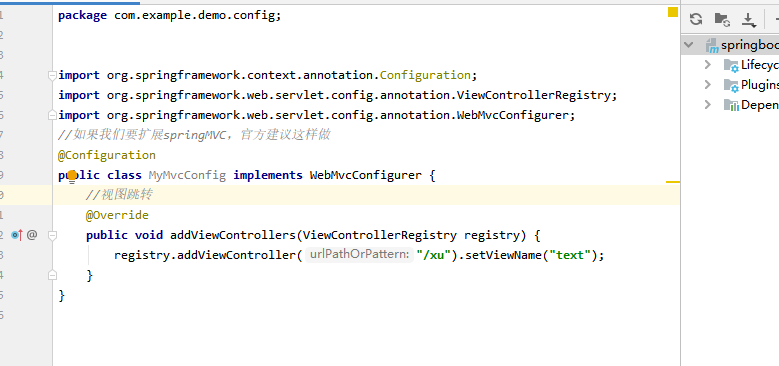 package com.example.demo.config;
import org.springframework.context.annotation.Configuration;
import org.springframework.web.servlet.config.annotation.ViewControllerRegistry;
import org.springframework.web.servlet.config.annotation.WebMvcConfigurer;
//如果我们要扩展springMVC，官方建议这样做
@Configuration
public class MyMvcConfig implements WebMvcConfigurer {
//视图跳转
@Override
public void addViewControllers(ViewControllerRegistry registry) {
registry.addViewController( urlPathOrPattern: "/xu").setViewName("text");
}
}
springboo
Lifecyc
Plugins
Depen